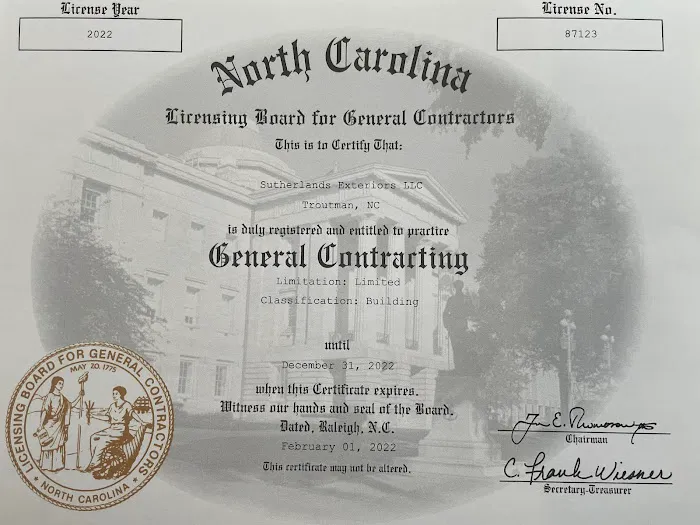 License Year
2022
License No.
87123
North Carolina
Licensing Board for General Contractors
This is to Certify That:
Sutherlands Exteriors LLC
Troutman, NC
is duly registered and entitled to practice
General Contracting
Limitation: Limited
Classification: Building
until
December 31, 2022
when this Certificate expires.
Witness our hands and seal of the Board.
Dated, Raleigh, N.C.
February 01, 2022
This certificate may not be altered.
LICENSING BOARD FOR GENERAL CONTRACTORS
MAY 20, 1775
NORTH CAROLINA
Chairman
C. Frank Wiesner
Secretary-Treasurer